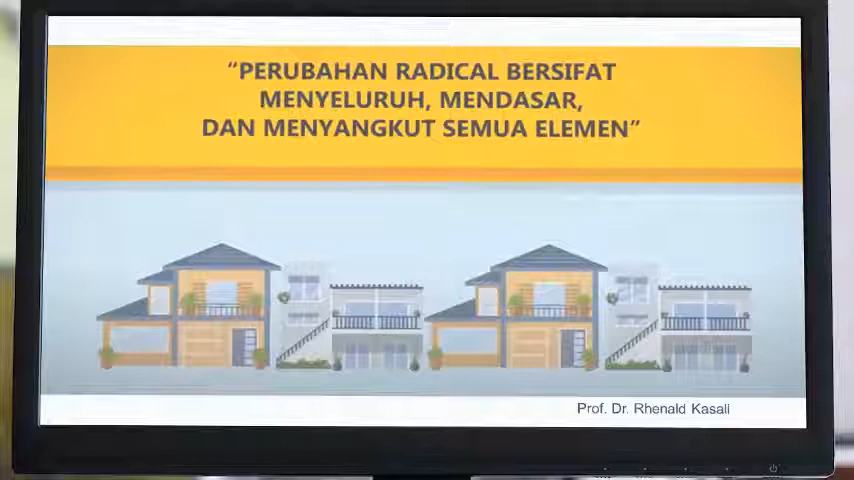 “PERUBAHAN RADICAL BERSIFAT
MENYELURUH, MENDASAR,
DAN MENYANGKUT SEMUA ELEMEN”
Prof. Dr. Rhenald Kasali